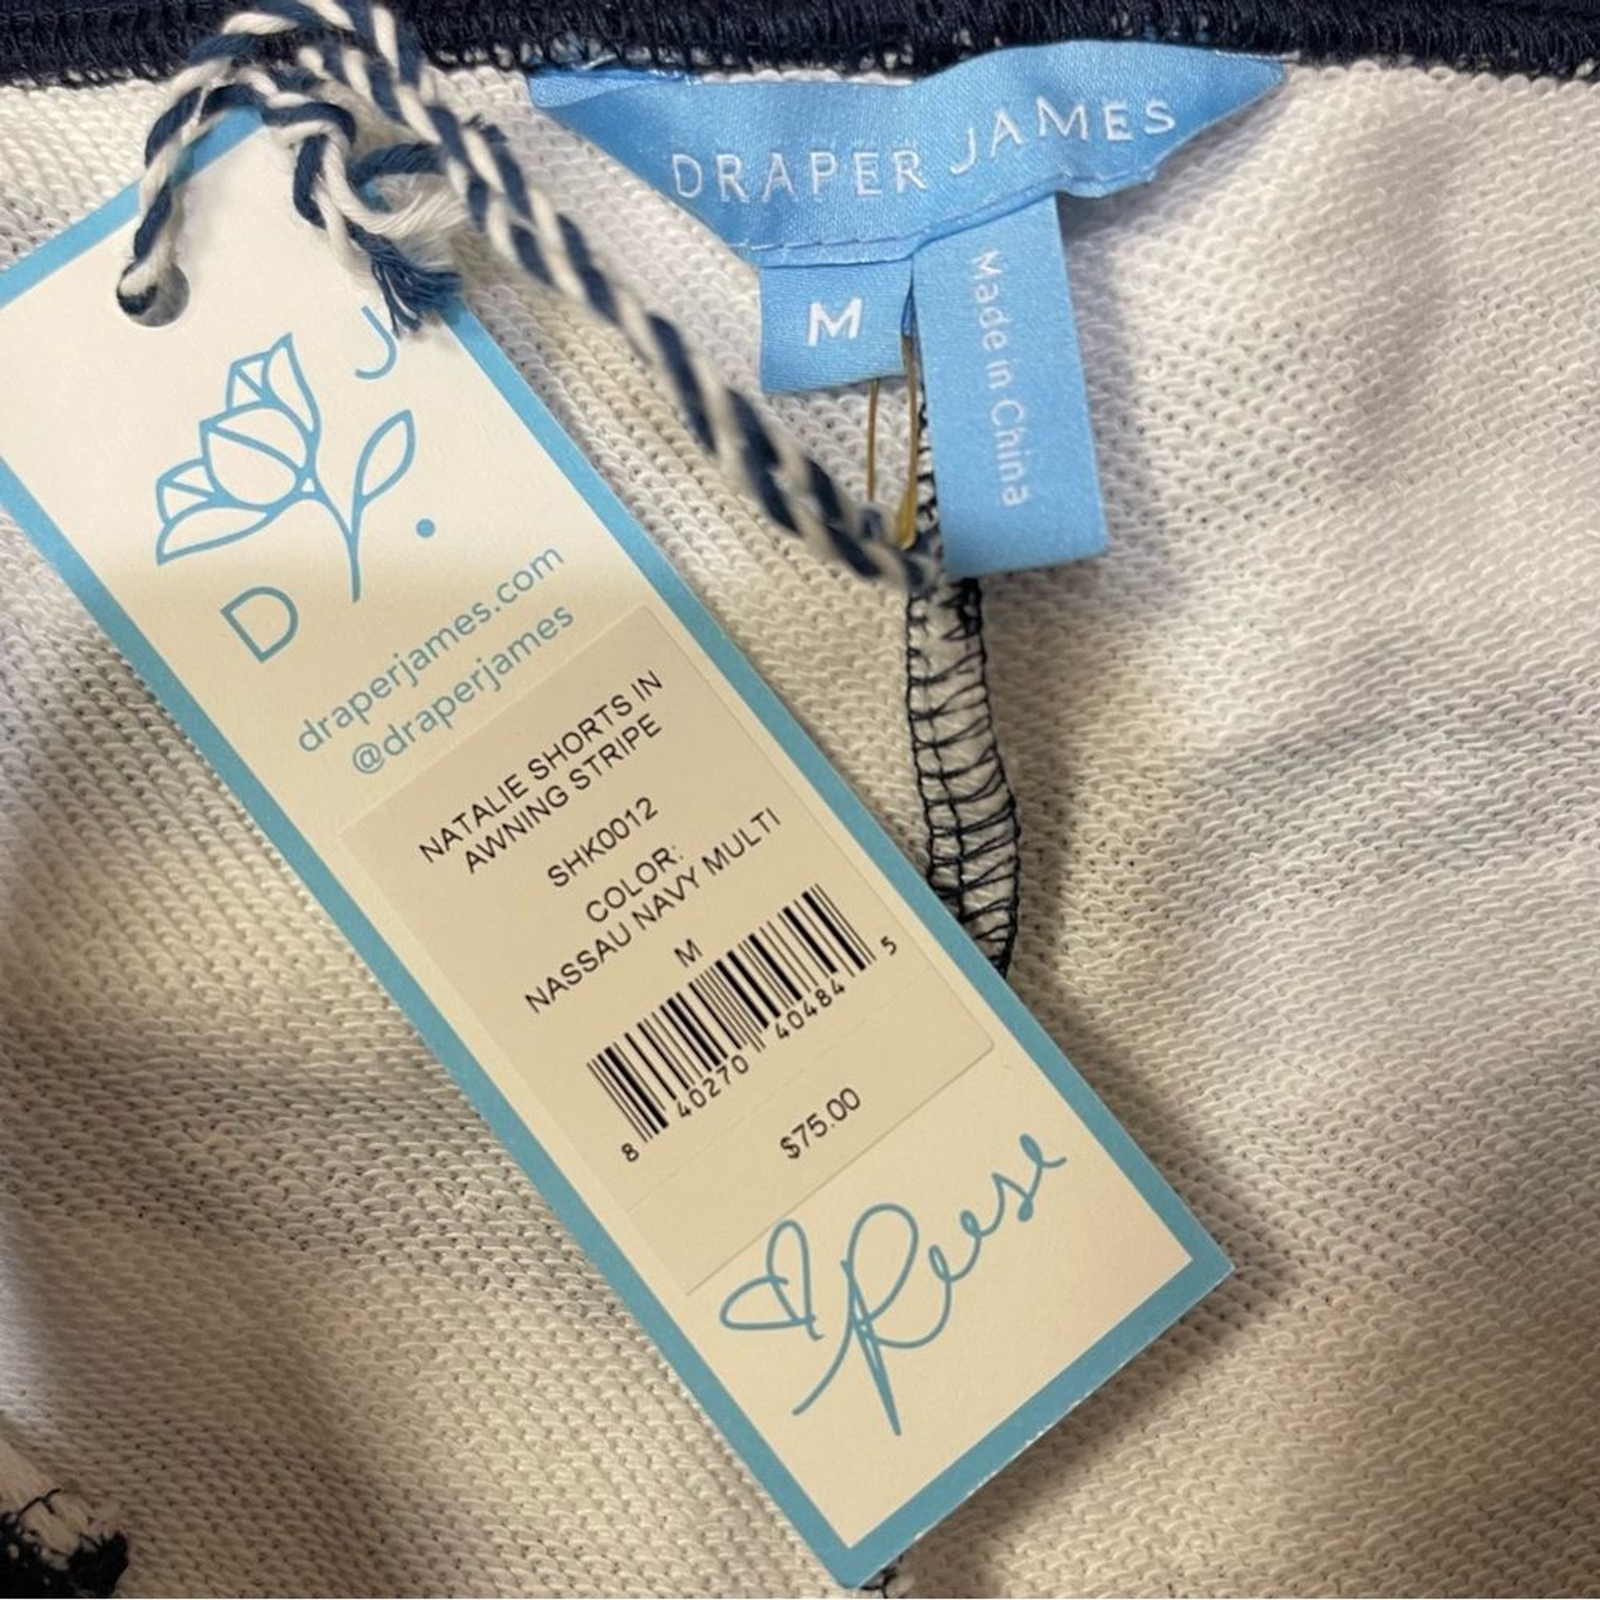 DRAPER JAMES
M
Made in China
D J
draperjames.com
@draperjames
NATALIE SHORTS IN
AWNING STRIPE
SHK0012
COLOR:
NASSAU NAVY MULTI
M
8 40270 40484 5
$75.00
Reese